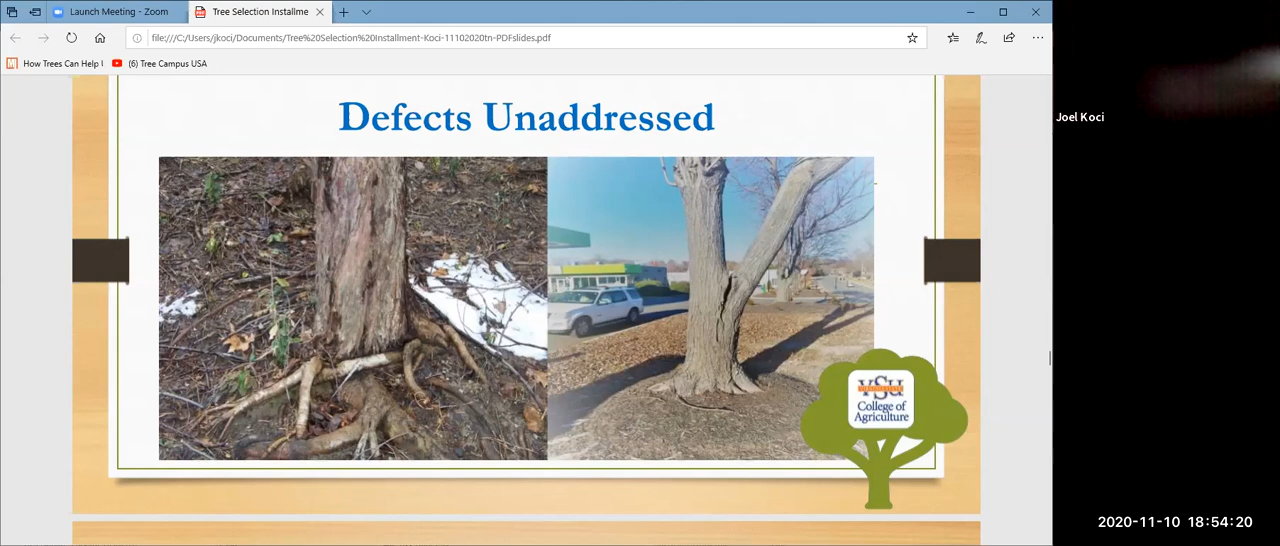 Launch Meeting - Zoom
Tree Selection Installme
file:///C:/Users/jkoci/Documents/Tree%20Selection%20Installment-Koci-11102020tn-PDFslides.pdf
How Trees Can Help U
(6) Tree Campus USA
Defects Unaddressed
Joel Koci
VSU
College of
Agriculture
2020-11-10 18:54:20